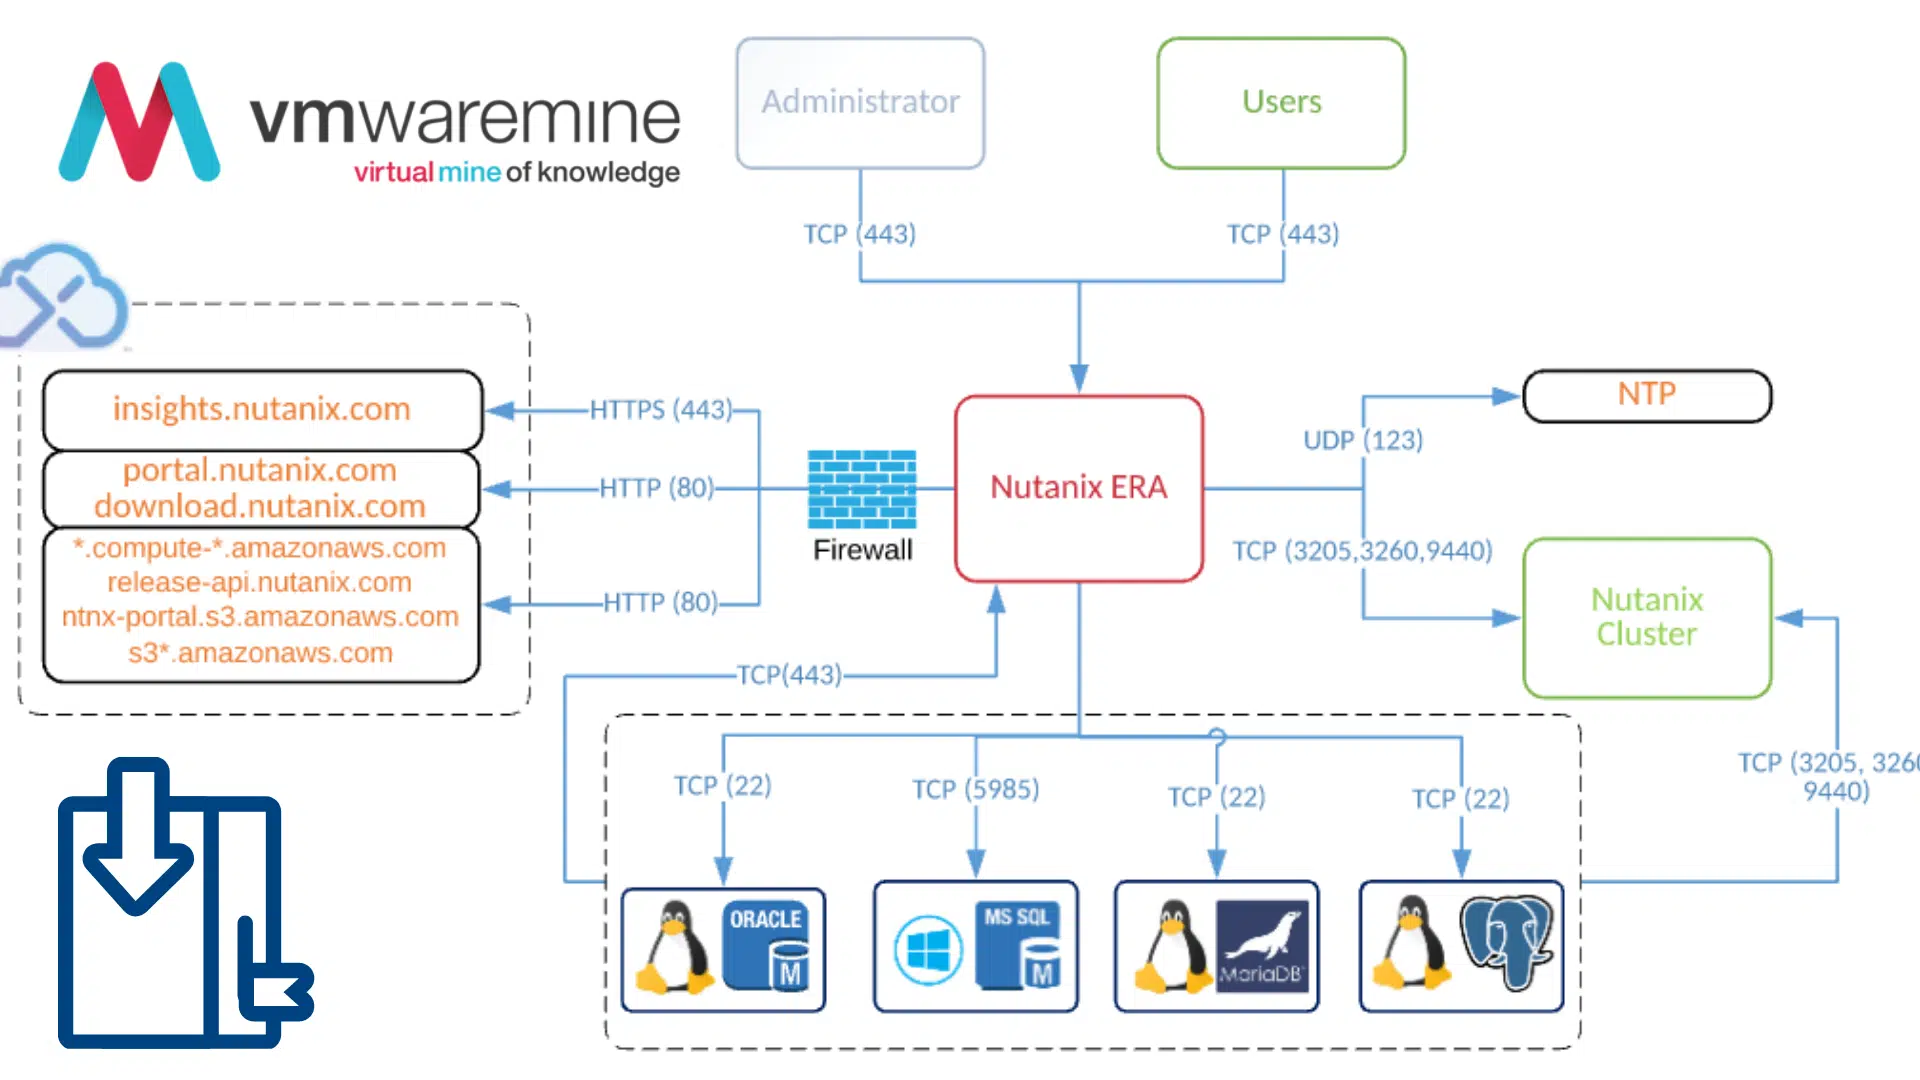 vmwaremine
virtual mine of knowledge
Administrator
Users
TCP (443)
TCP (443)
insights.nutanix.com
portal.nutanix.com
download.nutanix.com
*.compute-*.amazonaws.com
release-api.nutanix.com
ntnx-portal.s3.amazonaws.com
s3*.amazonaws.com
HTTPS (443)
HTTP (80)
HTTP (80)
Firewall
Nutanix ERA
NTP
UDP (123)
TCP (3205,3260,9440)
Nutanix
Cluster
TCP(443)
TCP (22)
TCP (5985)
TCP (22)
TCP (22)
TCP (3205, 3260
9440)
ORACLE
M
MS SQL
M
MariaDB